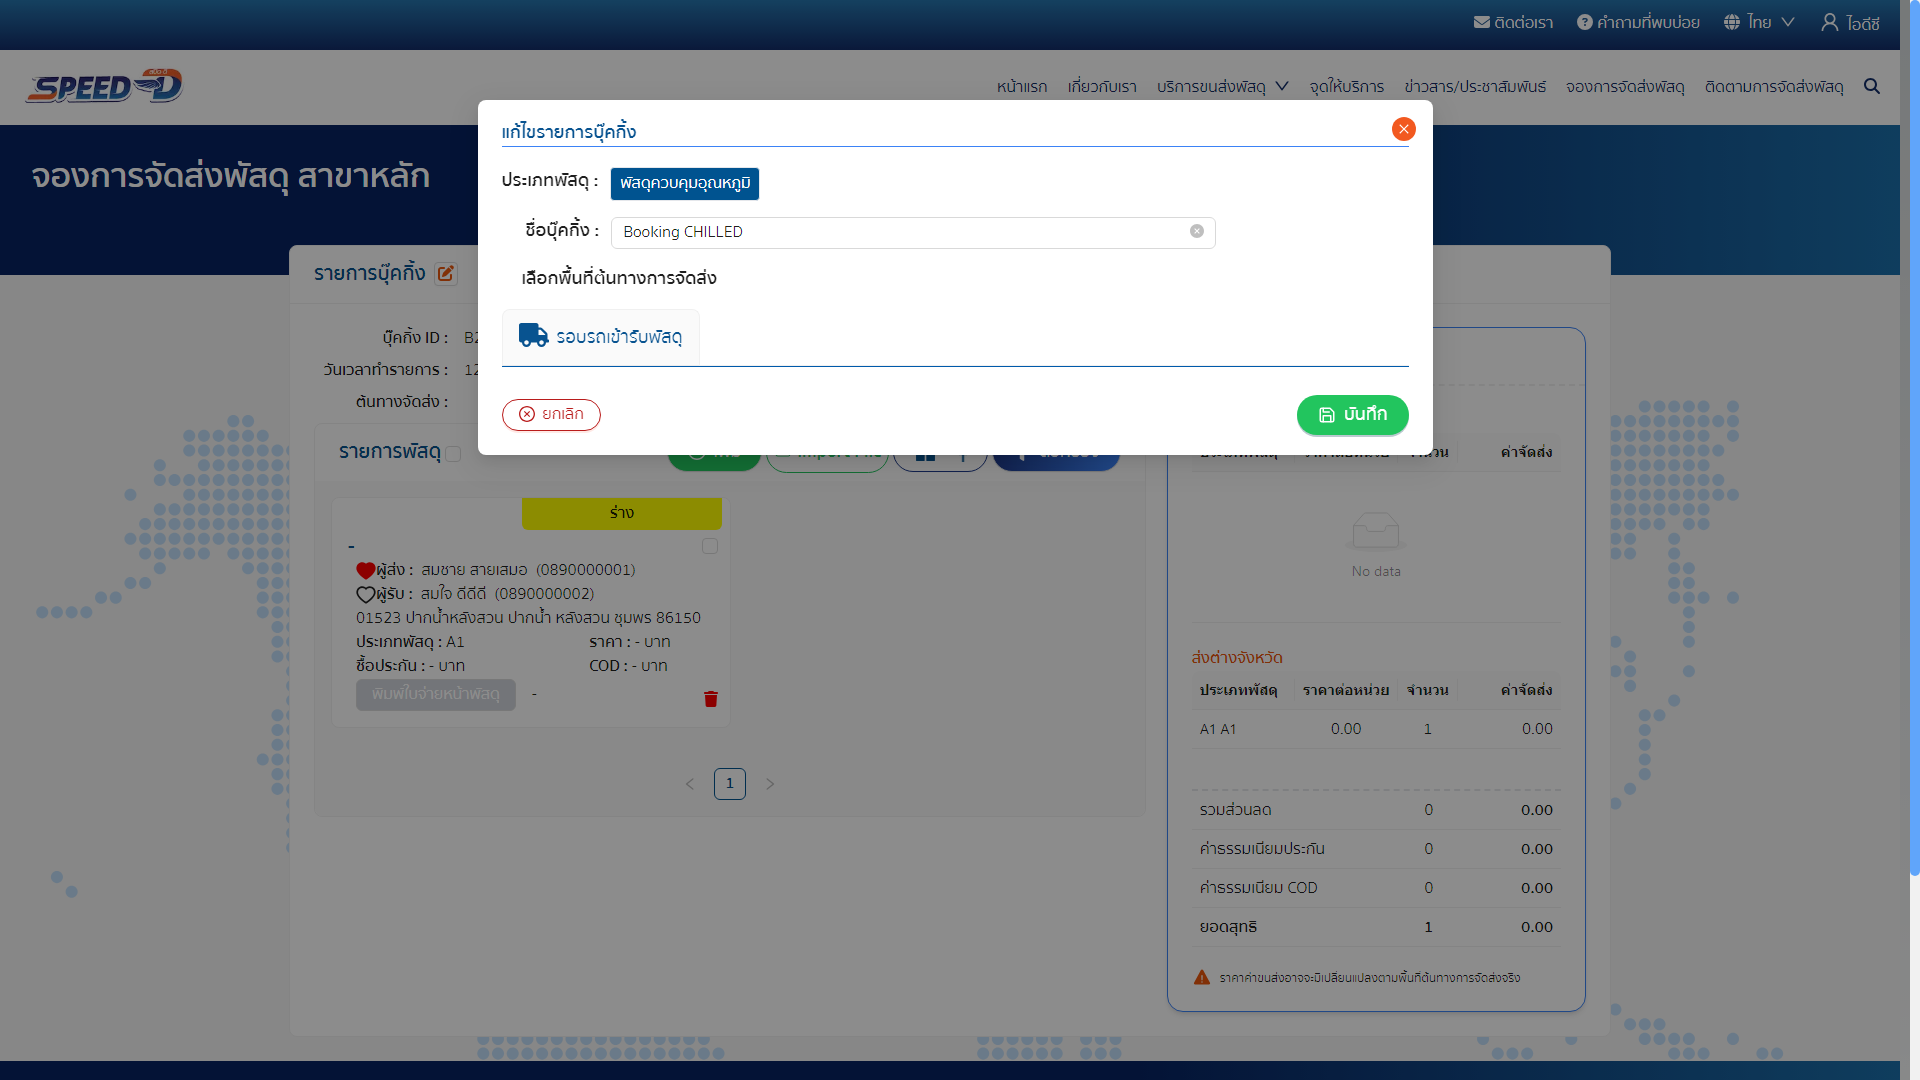 ติดต่อเรา
คำถามที่พบบ่อย
ไทย
ไอดีซี
สปีด-ดี
SPEED-D
หน้าแรก
เกี่ยวกับเรา
บริการขนส่งพัสดุ
จุดให้บริการ
ข่าวสาร/ประชาสัมพันธ์
จองการจัดส่งพัสดุ
ติดตามการจัดส่งพัสดุ
จองการจัดส่งพัสดุ สาขาหลัก
แก้ไขรายการบุ๊คกิ้ง
ประเภทพัสดุ : พัสดุควบคุมอุณหภูมิ
ชื่อบุ๊คกิ้ง : Booking CHILLED
เลือกพื้นที่ต้นทางการจัดส่ง
รอบรถเข้ารับพัสดุ
ยกเลิก
บันทึก
รายการบุ๊คกิ้ง
บุ๊คกิ้ง ID :
วันเวลาทำรายการ : 12
ต้นทางจัดส่ง :
รายการพัสดุ
ร่าง
-
ผู้ส่ง : สมชาย สายเสมอ (0890000001)
ผู้รับ : สมใจ ดีดีดี (0890000002)
01523 ปากน้ำหลังสวน ปากน้ำ หลังสวน ชุมพร 86150
ประเภทพัสดุ : A1 ราคา : - บาท
ซื้อประกัน : - บาท COD : - บาท
พิมพ์ใบจ่ายหน้าพัสดุ -
1
ค่าจัดส่ง
No data
ส่งต่างจังหวัด
ประเภทพัสดุ ราคาต่อหน่วย จำนวน ค่าจัดส่ง
A1 A1 0.00 1 0.00
รวมส่วนลด 0 0.00
ค่าธรรมเนียมประกัน 0 0.00
ค่าธรรมเนียม COD 0 0.00
ยอดสุทธิ 1 0.00
ราคาค่าขนส่งอาจจะมีเปลี่ยนแปลงตามพื้นที่ต้นทางการจัดส่งจริง